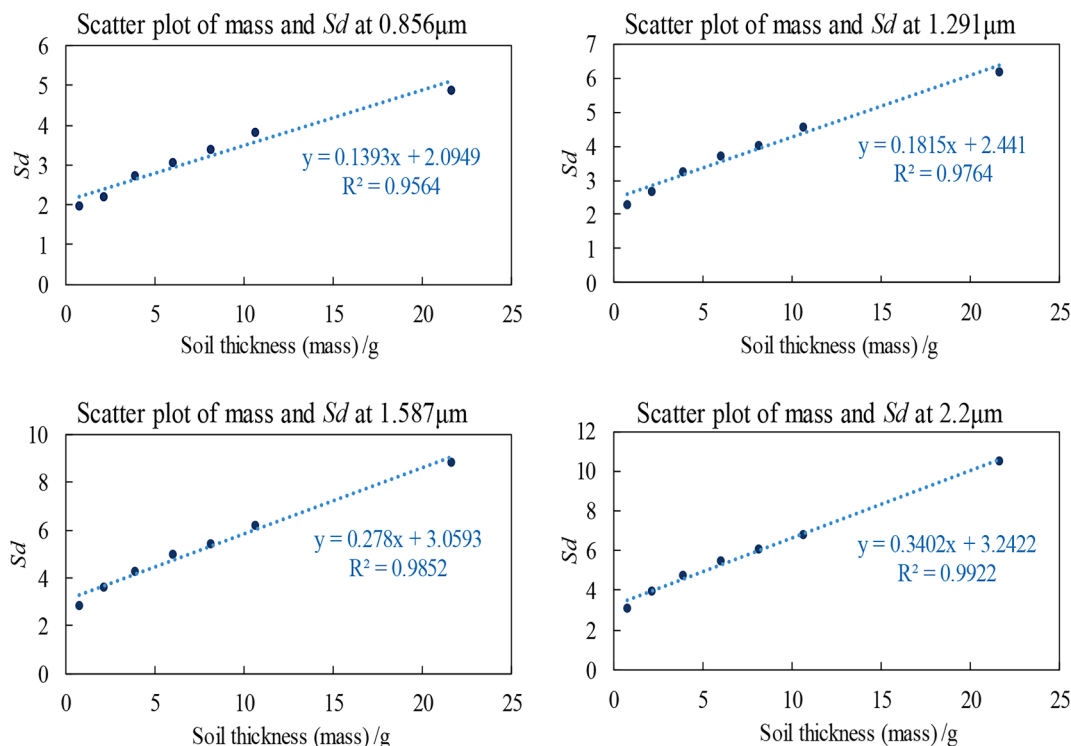 Scatter plot of mass and Sd at 0.856μm
6
5
4
3
2
1
0
Sd
y = 0.1393x + 2.0949
R² = 0.9564
0 5 10 15 20 25
Soil thickness (mass) /g
Scatter plot of mass and Sd at 1.291μm
7
6
5
4
3
2
1
0
Sd
y = 0.1815x + 2.441
R² = 0.9764
0 5 10 15 20 25
Soil thickness (mass) /g
Scatter plot of mass and Sd at 1.587μm
10
8
6
4
2
0
Sd
y = 0.278x + 3.0593
R² = 0.9852
0 5 10 15 20 25
Soil thickness (mass) /g
Scatter plot of mass and Sd at 2.2μm
12
10
8
6
4
2
0
Sd
y = 0.3402x + 3.2422
R² = 0.9922
0 5 10 15 20 25
Soil thickness (mass) /g